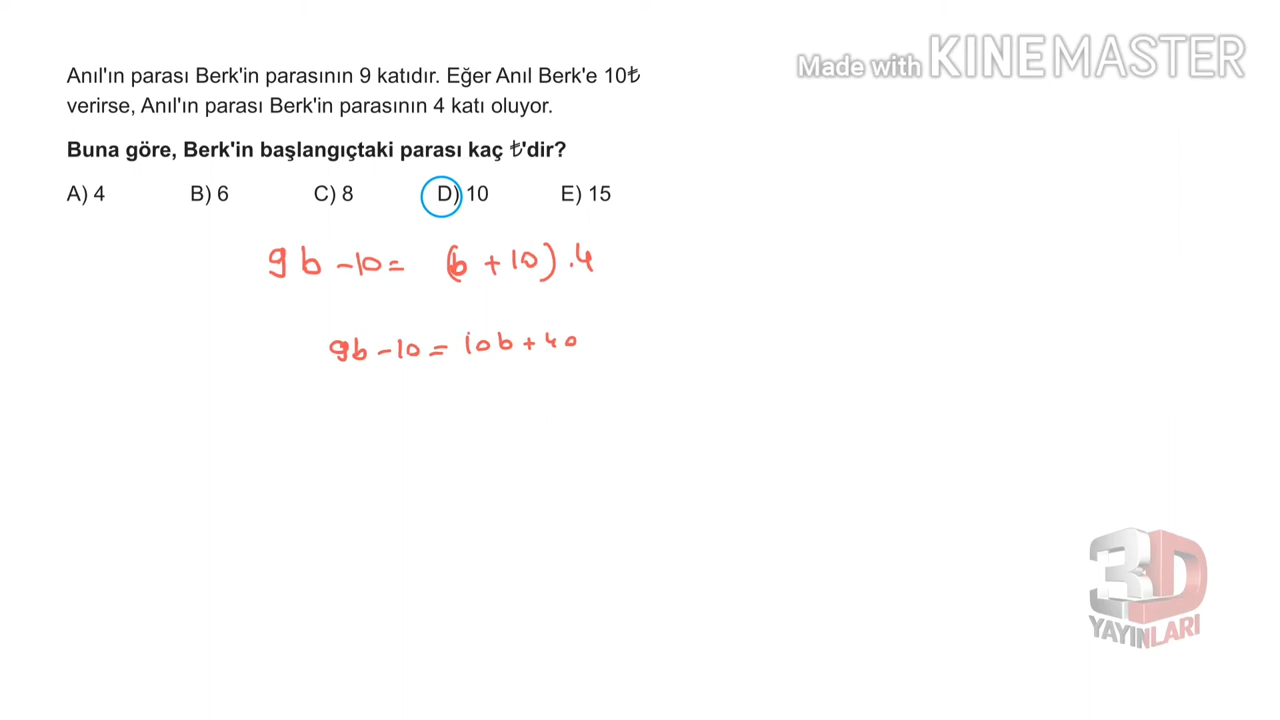 Made with KINEMASTER
Anıl'ın parası Berk'in parasının 9 katıdır. Eğer Anıl Berk'e 10₺
verirse, Anıl'ın parası Berk'in parasının 4 katı oluyor.
Buna göre, Berk'in başlangıçtaki parası kaç ₺'dir?
A) 4 B) 6 C) 8 D) 10 E) 15
9b - 10 = (b + 10) . 4
9b - 10 = 10b + 40
3D
YAYINLARI